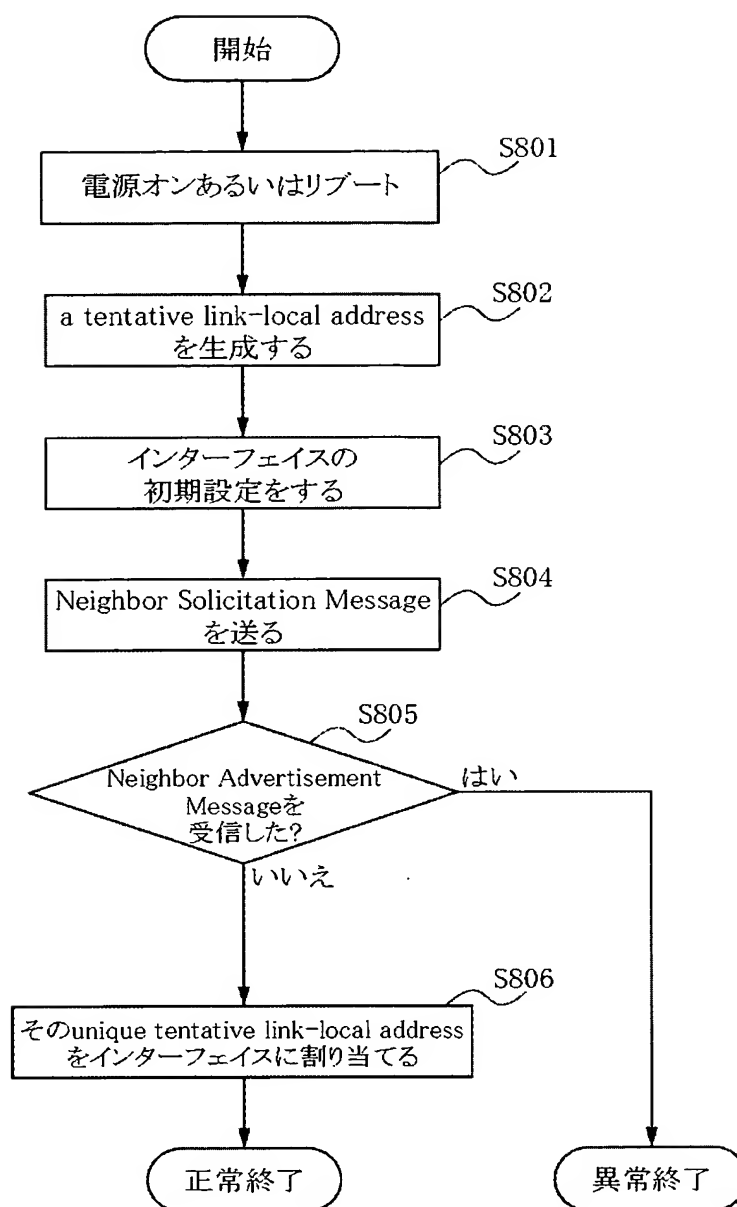 開始
S801
電源オンあるいはリブート
S802
a tentative link-local address
を生成する
S803
インターフェイスの
初期設定をする
S804
Neighbor Solicitation Message
を送る
S805
Neighbor Advertisement
Messageを
受信した?
はい
いいえ
S806
そのunique tentative link-local address
をインターフェイスに割り当てる
正常終了
異常終了